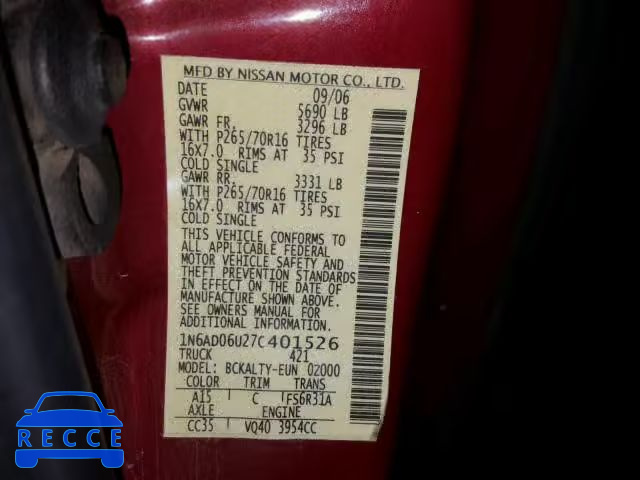 MFD BY NISSAN MOTOR CO., LTD.
DATE 09/06
GVWR 5690 LB
GAWR FR. 3296 LB
WITH P265/70R16 TIRES
16X7.0 RIMS AT 35 PSI
COLD SINGLE
GAWR RR. 3331 LB
WITH P265/70R16 TIRES
16X7.0 RIMS AT 35 PSI
COLD SINGLE
THIS VEHICLE CONFORMS TO
ALL APPLICABLE FEDERAL
MOTOR VEHICLE SAFETY AND
THEFT PREVENTION STANDARDS
IN EFFECT ON THE DATE OF
MANUFACTURE SHOWN ABOVE.
SEE OWNERS MANUAL FOR
ADDITIONAL INFORMATION.
1N6AD06U27C401526
TRUCK 421
MODEL: BCKALTY-EUN 02000
COLOR TRIM TRANS
A15 C FS6R31A
AXLE ENGINE
CC35 VQ40 3954CC
RECCE